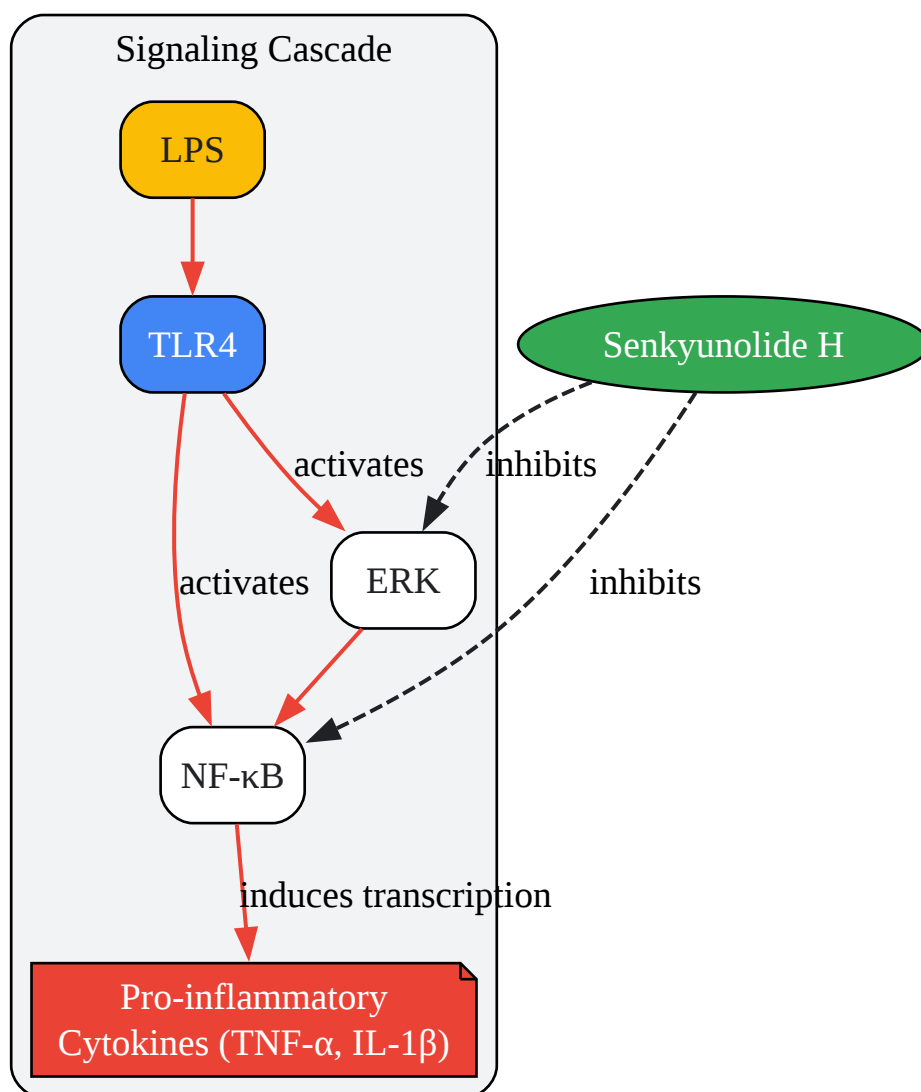 Signaling Cascade
LPS
TLR4
Senkyunolide H
activates
inhibits
activates
ERK
inhibits
NF-κB
induces transcription
Pro-inflammatory
Cytokines (TNF-α, IL-1β)